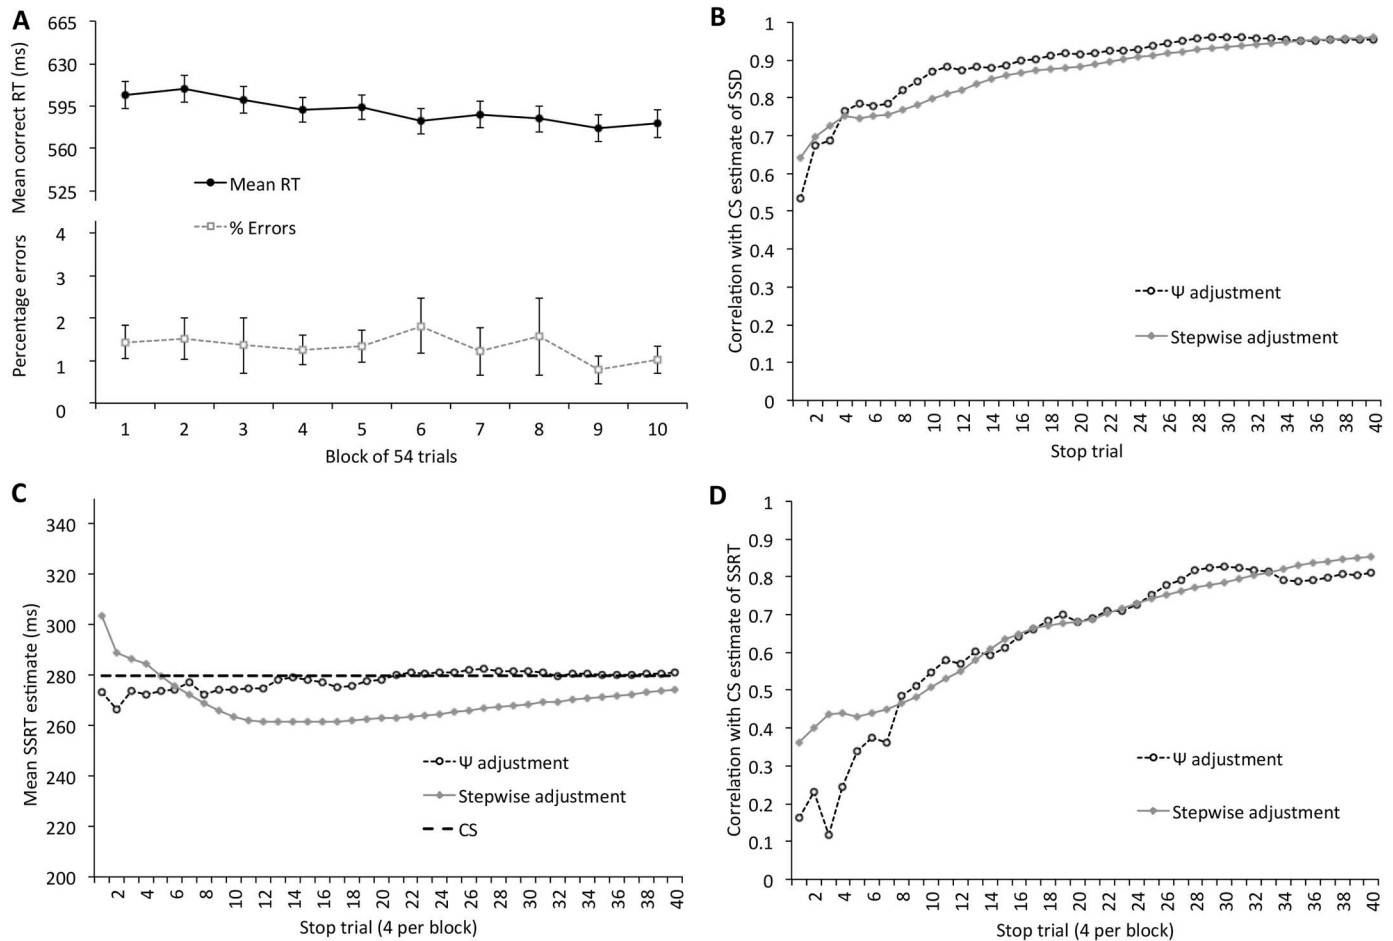 A
Mean correct RT (ms)
665
630
595
560
525
Mean RT
% Errors
Percentage errors
4
3
2
1
0
1 2 3 4 5 6 7 8 9 10
Block of 54 trials
B
Correlation with CS estimate of SSD
1
0.9
0.8
0.7
0.6
0.5
0.4
0.3
0.2
0.1
0
Ψ adjustment
Stepwise adjustment
2 4 6 8 10 12 14 16 18 20 22 24 26 28 30 32 34 36 38 40
Stop trial
C
Mean SSRT estimate (ms)
340
320
300
280
260
240
220
200
Ψ adjustment
Stepwise adjustment
CS
2 4 6 8 10 12 14 16 18 20 22 24 26 28 30 32 34 36 38 40
Stop trial (4 per block)
D
Correlation with CS estimate of SSRT
1
0.9
0.8
0.7
0.6
0.5
0.4
0.3
0.2
0.1
0
Ψ adjustment
Stepwise adjustment
2 4 6 8 10 12 14 16 18 20 22 24 26 28 30 32 34 36 38 40
Stop trial (4 per block)